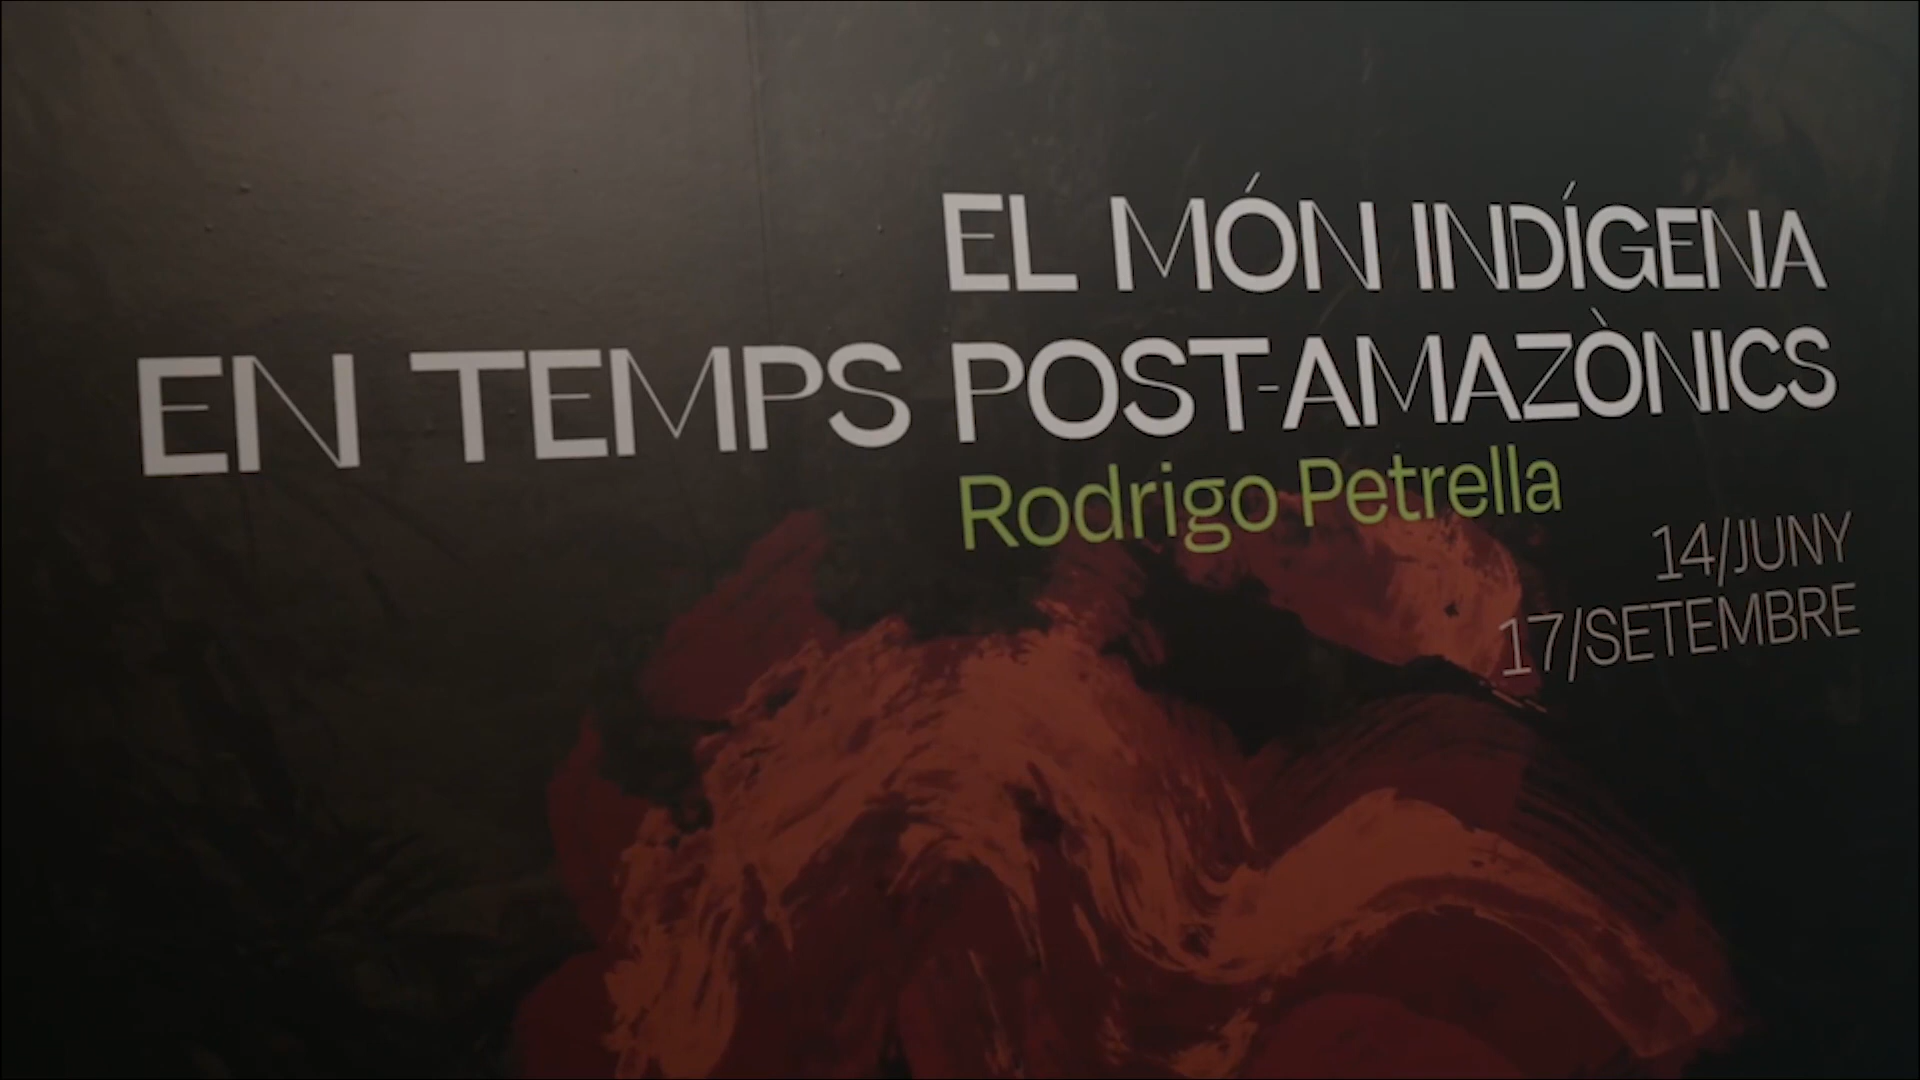 EL MÓN INDÍGENA
EN TEMPS POST-AMAZÒNICS
Rodrigo Petrella
14/JUNY
17/SETEMBRE